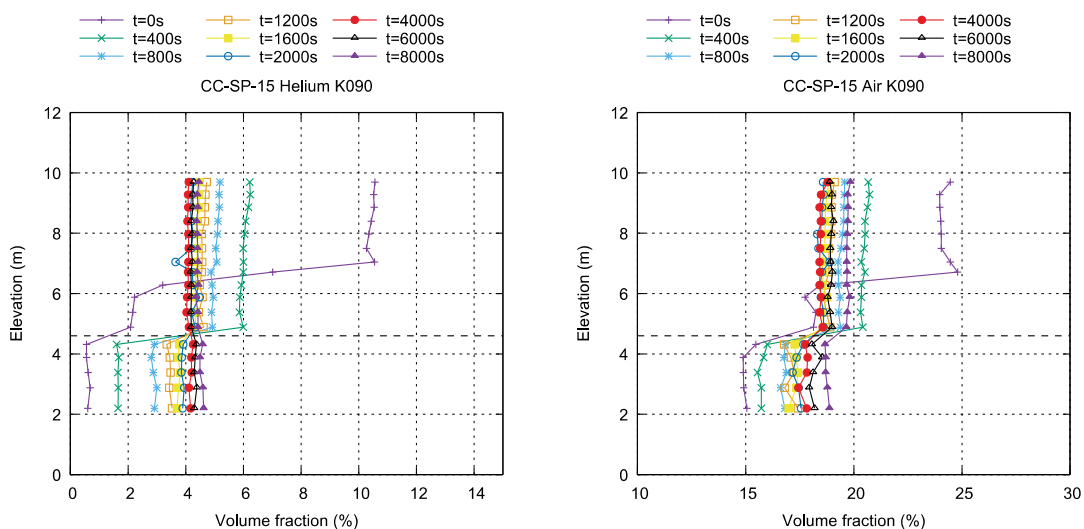 t=0s t=1200s t=4000s
t=400s t=1600s t=6000s
t=800s t=2000s t=8000s
CC-SP-15 Helium K090
12
10
8
6
4
2
0
Elevation (m)
0 2 4 6 8 10 12 14
Volume fraction (%)
t=0s t=1200s t=4000s
t=400s t=1600s t=6000s
t=800s t=2000s t=8000s
CC-SP-15 Air K090
12
10
8
6
4
2
0
Elevation (m)
10 15 20 25 30
Volume fraction (%)